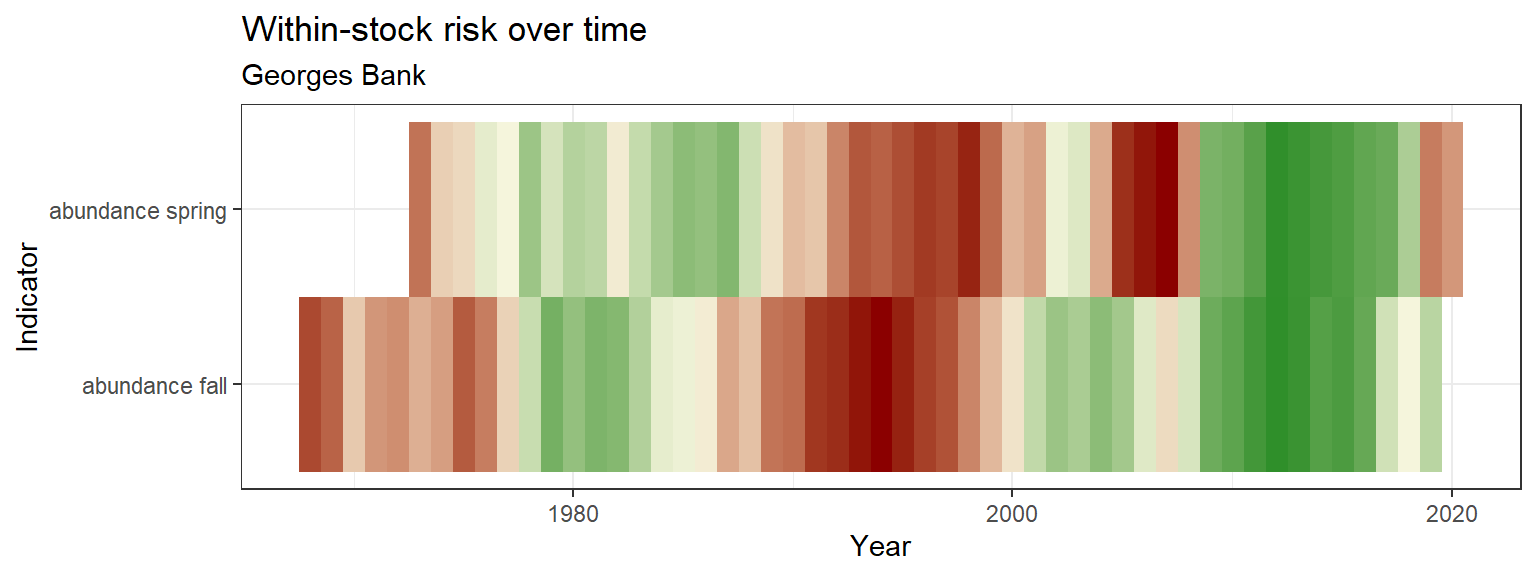 Within-stock risk over time
Georges Bank
Indicator
abundance spring
abundance fall
1980
2000
2020
Year